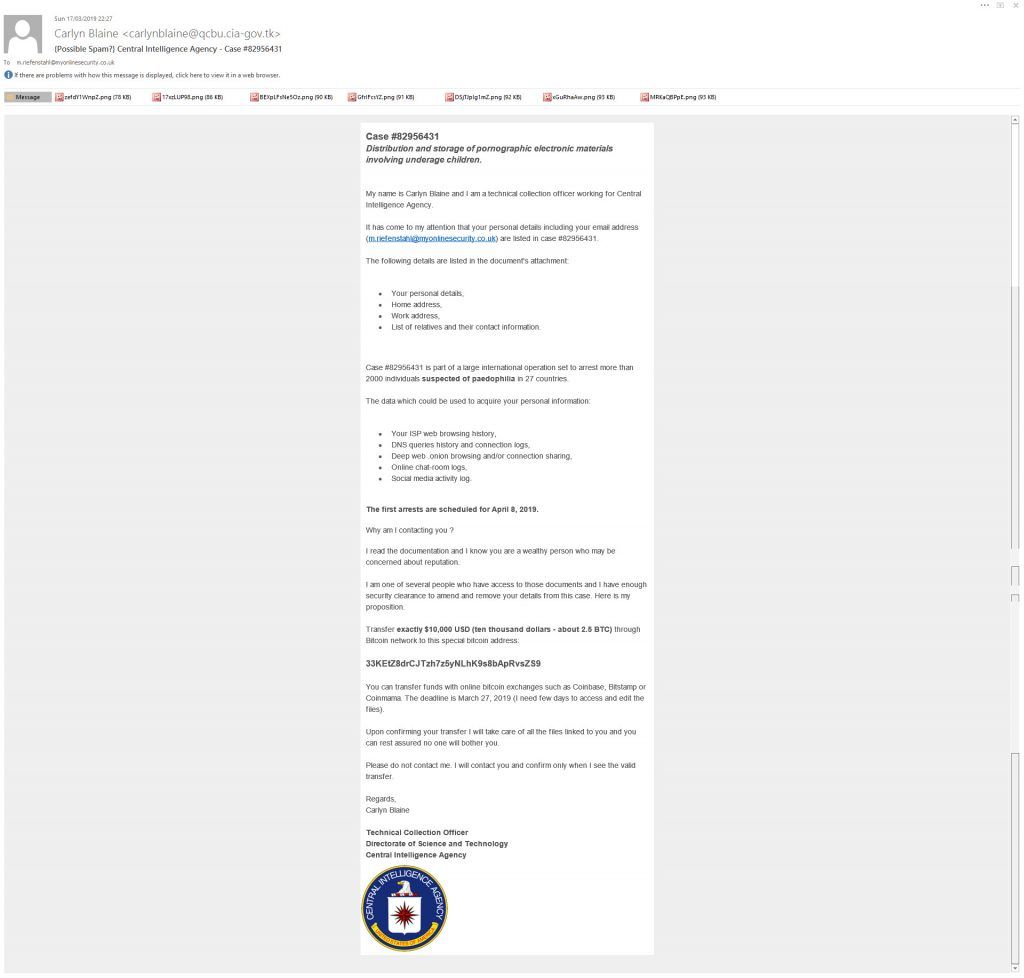 Sun 17/03/2019 22:27
Carlyn Blaine <carlynblaine@qcbu.cia-gov.tk>
{Possible Spam?} Central Intelligence Agency - Case #82956431
To m.riefenstahl@myonlinesecurity.co.uk
If there are problems with how this message is displayed, click here to view it in a web browser.
Message zefdY1WnpZ.png (78 KB) 17xzLUP98.png (86 KB) BEXpLFsNe5Oz.png (90 KB) GfriFcsYZ.png (91 KB) DSjTJplg1mZ.png (92 KB) xGuRhaAw.png (93 KB) MRKaQBPpE.png (93 KB)
Case #82956431
Distribution and storage of pornographic electronic materials
involving underage children.
My name is Carlyn Blaine and I am a technical collection officer working for Central
Intelligence Agency.
It has come to my attention that your personal details including your email address
(m.riefenstahl@myonlinesecurity.co.uk) are listed in case #82956431.
The following details are listed in the document's attachment:
• Your personal details,
• Home address,
• Work address,
• List of relatives and their contact information.
Case #82956431 is part of a large international operation set to arrest more than
2000 individuals suspected of paedophilia in 27 countries.
The data which could be used to acquire your personal information:
• Your ISP web browsing history,
• DNS queries history and connection logs,
• Deep web .onion browsing and/or connection sharing,
• Online chat-room logs,
• Social media activity log.
The first arrests are scheduled for April 8, 2019.
Why am I contacting you ?
I read the documentation and I know you are a wealthy person who may be
concerned about reputation.
I am one of several people who have access to those documents and I have enough
security clearance to amend and remove your details from this case. Here is my
proposition.
Transfer exactly $10,000 USD (ten thousand dollars - about 2.5 BTC) through
Bitcoin network to this special bitcoin address:
33KEtZ8drCJTzh7z5yNLhK9s8bApRvsZS9
You can transfer funds with online bitcoin exchanges such as Coinbase, Bitstamp or
Coinmama. The deadline is March 27, 2019 (I need few days to access and edit the
files).
Upon confirming your transfer I will take care of all the files linked to you and you
can rest assured no one will bother you.
Please do not contact me. I will contact you and confirm only when I see the valid
transfer.
Regards,
Carlyn Blaine
Technical Collection Officer
Directorate of Science and Technology
Central Intelligence Agency
CENTRAL INTELLIGENCE AGENCY
UNITED STATES OF AMERICA